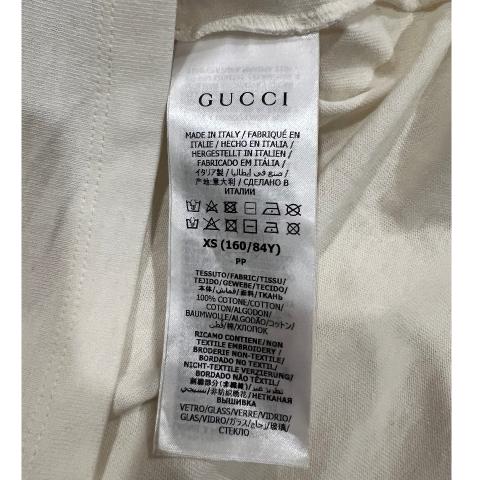 GUCCI
MADE IN ITALY / FABRIQUÉ EN
ITALIE / HECHO EN ITALIA /
HERGESTELLT IN ITALIEN /
FABRICADO EM ITÁLIA /
イタリア製 / صنع في إيطاليا /
产地:意大利 / СДЕЛАНО В
ИТАЛИИ
XS (160/84Y)
PP
TESSUTO/FABRIC/TISSU/
TEJIDO/GEWEBE/TECIDO/
本体/قماش/面料/ТКАНЬ
100% COTONE/COTTON/
COTON/ALGODON/
BAUMWOLLE/ALGODÃO/コットン/
قطن/棉/ХЛОПОК
RICAMO CONTIENE/NON
TEXTILE EMBROIDERY /
BRODERIE NON-TEXTILE/
BORDADO NO TEXTIL/
NICHT-TEXTILE VERZIERUNG/
BORDADO NÃO TÊXTIL/
刺繍部分(非繊維)/تطريز غير
نسيجي/非纺织绣花/НЕТКАНАЯ
ВЫШИВКА
VETRO/GLASS/VERRE/VIDRIO/
GLAS/VIDRO/ガラス/زجاج/玻璃/
СТЕКЛО